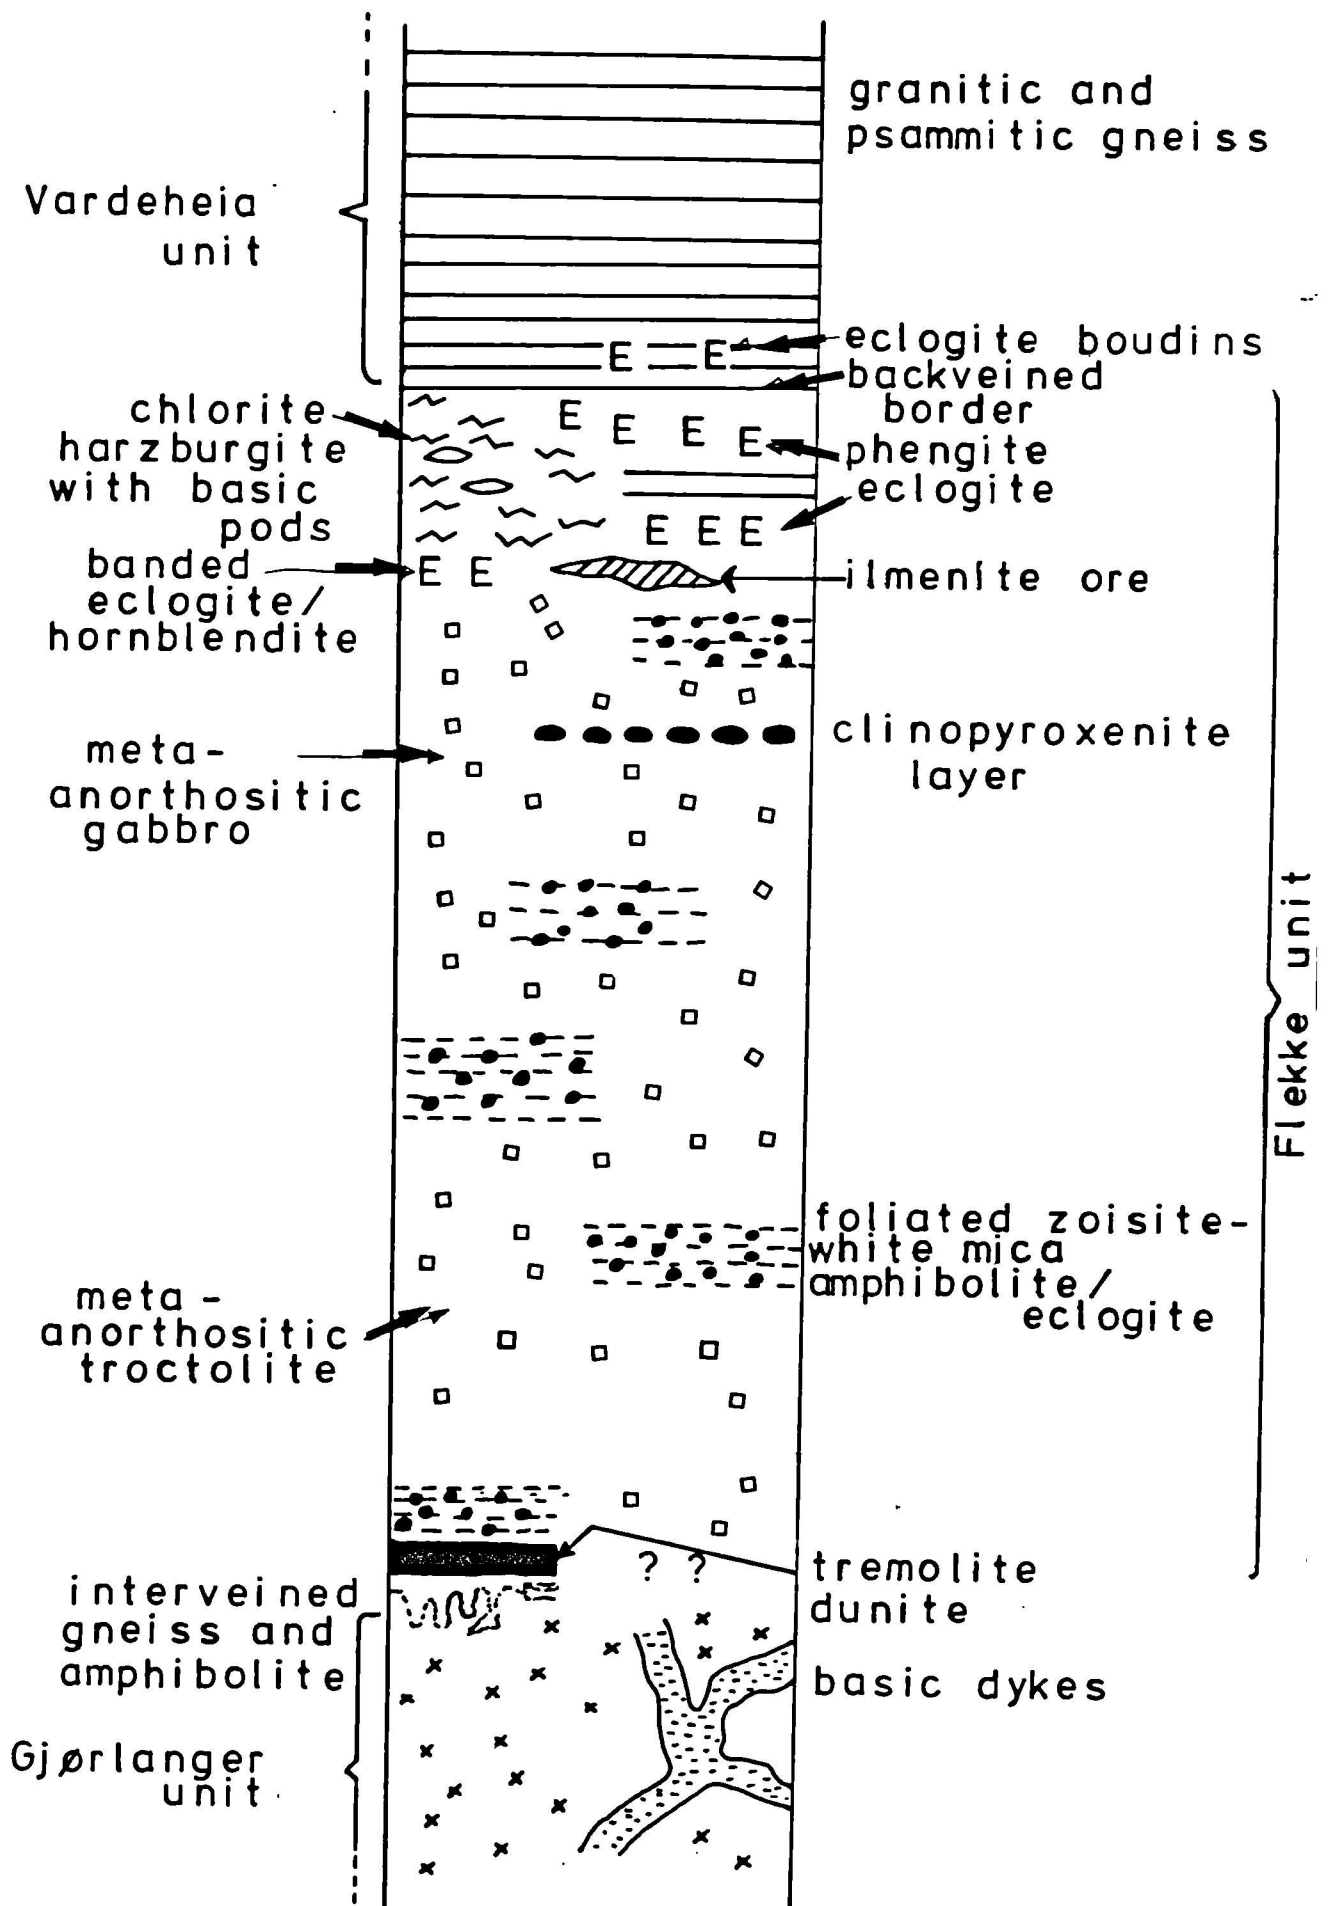 granitic and
psammitic gneiss
Vardeheia
unit
E E
eclogite boudins
backveined
border
chlorite
harzburgite
with basic
pods
E E E E
phengite
eclogite
E E E
banded
eclogite/
hornblendite
E E
ilmenite ore
clinopyroxenite
layer
meta-
anorthositic
gabbro
Flekke unit
foliated zoisite-
white mica
amphibolite/
eclogite
meta-
anorthositic
troctolite
? ?
tremolite
dunite
interveined
gneiss and
amphibolite
basic dykes
Gjørlanger
unit